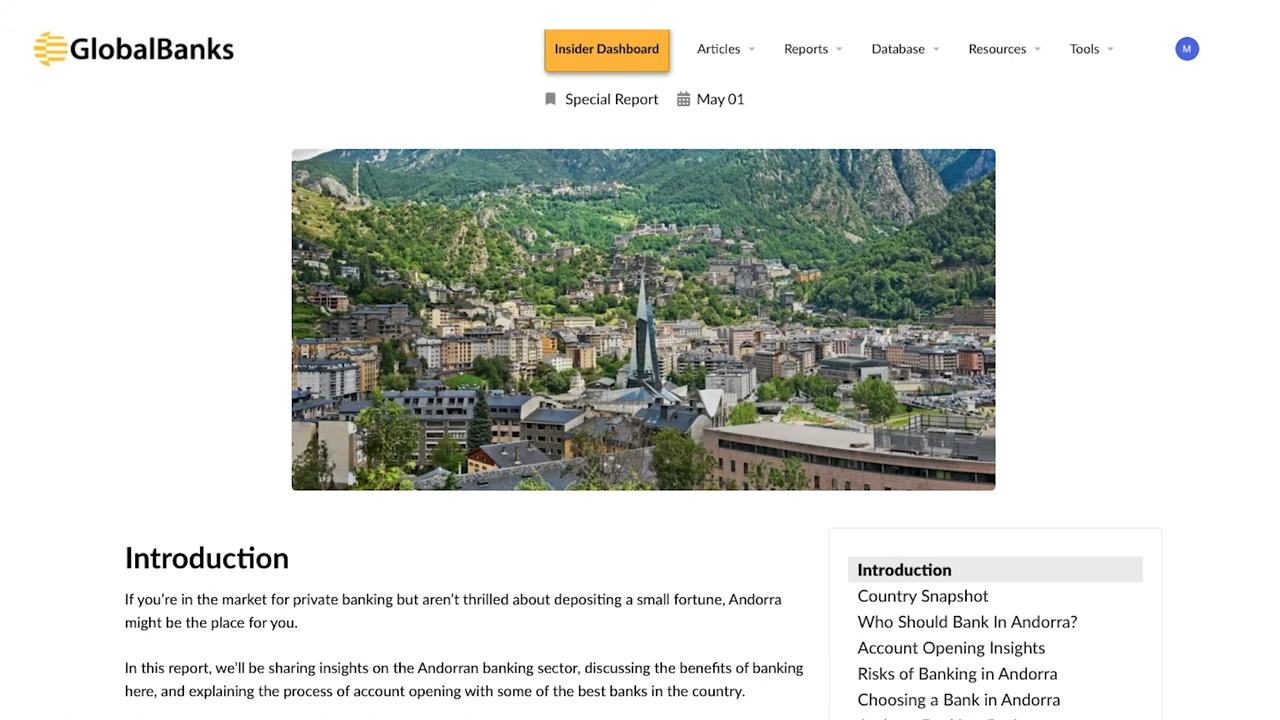 GlobalBanks
Insider Dashboard
Articles
Reports
Database
Resources
Tools
M
Special Report
May 01
Introduction
If you’re in the market for private banking but aren’t thrilled about depositing a small fortune, Andorra
might be the place for you.
In this report, we’ll be sharing insights on the Andorran banking sector, discussing the benefits of banking
here, and explaining the process of account opening with some of the best banks in the country.
Introduction
Country Snapshot
Who Should Bank In Andorra?
Account Opening Insights
Risks of Banking in Andorra
Choosing a Bank in Andorra